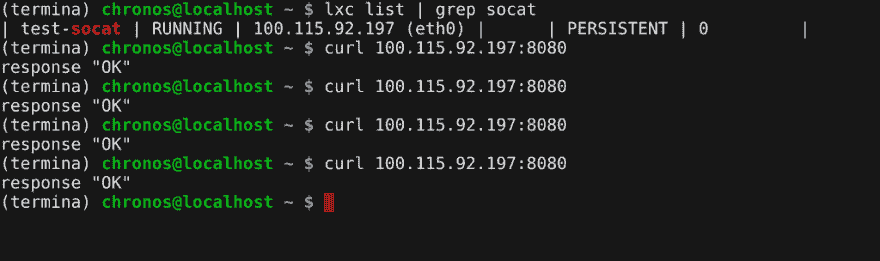 (termina) chronos@localhost ~ $ lxc list | grep socat
| test-socat | RUNNING | 100.115.92.197 (eth0) |      | PERSISTENT | 0         |
(termina) chronos@localhost ~ $ curl 100.115.92.197:8080
response "OK"
(termina) chronos@localhost ~ $ curl 100.115.92.197:8080
response "OK"
(termina) chronos@localhost ~ $ curl 100.115.92.197:8080
response "OK"
(termina) chronos@localhost ~ $ curl 100.115.92.197:8080
response "OK"
(termina) chronos@localhost ~ $